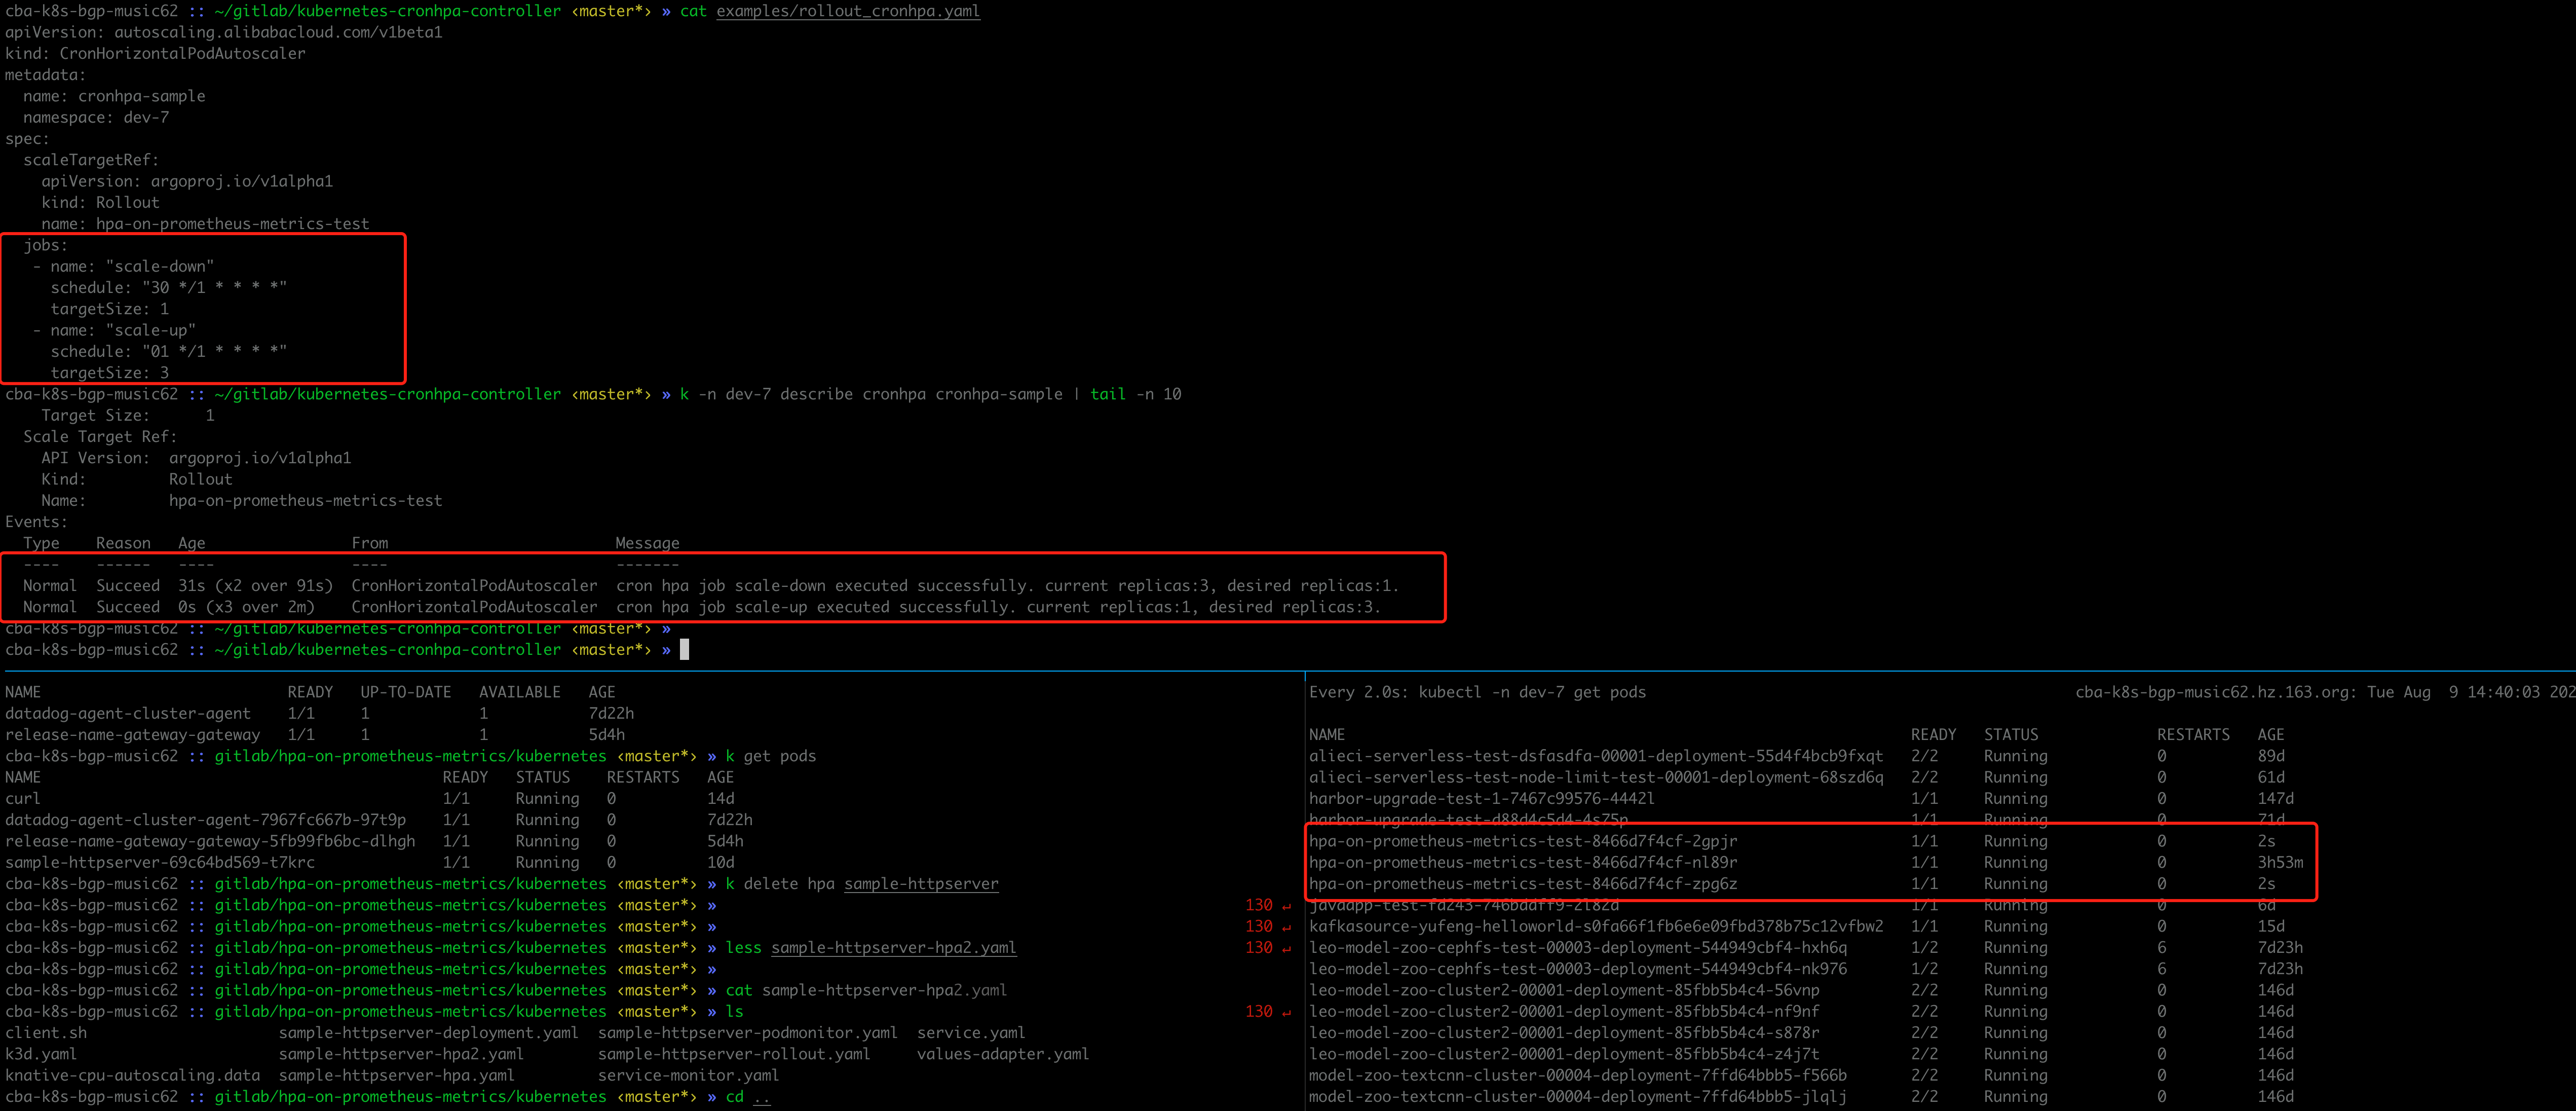 cba-k8s-bgp-music62 :: ~/gitlab/kubernetes-cronhpa-controller ‹master*› » cat examples/rollout_cronhpa.yaml
apiVersion: autoscaling.alibabacloud.com/v1beta1
kind: CronHorizontalPodAutoscaler
metadata:
  name: cronhpa-sample
  namespace: dev-7
spec:
  scaleTargetRef:
    apiVersion: argoproj.io/v1alpha1
    kind: Rollout
    name: hpa-on-prometheus-metrics-test
  jobs:
   - name: "scale-down"
     schedule: "30 */1 * * * *"
     targetSize: 1
   - name: "scale-up"
     schedule: "01 */1 * * * *"
     targetSize: 3
cba-k8s-bgp-music62 :: ~/gitlab/kubernetes-cronhpa-controller ‹master*› » k -n dev-7 describe cronhpa cronhpa-sample | tail -n 10
    Target Size:      1
  Scale Target Ref:
    API Version:  argoproj.io/v1alpha1
    Kind:         Rollout
    Name:         hpa-on-prometheus-metrics-test
Events:
  Type    Reason   Age                From                         Message
  ----    ------   ----               ----                         -------
  Normal  Succeed  31s (x2 over 91s)  CronHorizontalPodAutoscaler  cron hpa job scale-down executed successfully. current replicas:3, desired replicas:1.
  Normal  Succeed  0s (x3 over 2m)    CronHorizontalPodAutoscaler  cron hpa job scale-up executed successfully. current replicas:1, desired replicas:3.
cba-k8s-bgp-music62 :: ~/gitlab/kubernetes-cronhpa-controller ‹master*› »
cba-k8s-bgp-music62 :: ~/gitlab/kubernetes-cronhpa-controller ‹master*› »
NAME                           READY   UP-TO-DATE   AVAILABLE   AGE
datadog-agent-cluster-agent    1/1     1            1           7d22h
release-name-gateway-gateway   1/1     1            1           5d4h
cba-k8s-bgp-music62 :: gitlab/hpa-on-prometheus-metrics/kubernetes ‹master*› » k get pods
NAME                                            READY   STATUS    RESTARTS   AGE
curl                                            1/1     Running   0          14d
datadog-agent-cluster-agent-7967fc667b-97t9p    1/1     Running   0          7d22h
release-name-gateway-gateway-5fb99fb6bc-dlhgh   1/1     Running   0          5d4h
sample-httpserver-69c64bd569-t7krc              1/1     Running   0          10d
cba-k8s-bgp-music62 :: gitlab/hpa-on-prometheus-metrics/kubernetes ‹master*› » k delete hpa sample-httpserver
cba-k8s-bgp-music62 :: gitlab/hpa-on-prometheus-metrics/kubernetes ‹master*› » 130 ↵
cba-k8s-bgp-music62 :: gitlab/hpa-on-prometheus-metrics/kubernetes ‹master*› » 130 ↵
cba-k8s-bgp-music62 :: gitlab/hpa-on-prometheus-metrics/kubernetes ‹master*› » less sample-httpserver-hpa2.yaml 130 ↵
cba-k8s-bgp-music62 :: gitlab/hpa-on-prometheus-metrics/kubernetes ‹master*› »
cba-k8s-bgp-music62 :: gitlab/hpa-on-prometheus-metrics/kubernetes ‹master*› » cat sample-httpserver-hpa2.yaml
cba-k8s-bgp-music62 :: gitlab/hpa-on-prometheus-metrics/kubernetes ‹master*› » ls 130 ↵
client.sh                    sample-httpserver-deployment.yaml  sample-httpserver-podmonitor.yaml  service.yaml
k3d.yaml                     sample-httpserver-hpa2.yaml        sample-httpserver-rollout.yaml     values-adapter.yaml
knative-cpu-autoscaling.data  sample-httpserver-hpa.yaml         service-monitor.yaml
cba-k8s-bgp-music62 :: gitlab/hpa-on-prometheus-metrics/kubernetes ‹master*› » cd ..
Every 2.0s: kubectl -n dev-7 get pods    cba-k8s-bgp-music62.hz.163.org: Tue Aug  9 14:40:03 202
NAME                                                              READY   STATUS    RESTARTS   AGE
alieci-serverless-test-dsfasdfa-00001-deployment-55d4f4bcb9fxqt   2/2     Running   0          89d
alieci-serverless-test-node-limit-test-00001-deployment-68szd6q   2/2     Running   0          61d
harbor-upgrade-test-1-7467c99576-4442l                            1/1     Running   0          147d
harbor-upgrade-test-d88d4c5d4-4s75p                               1/1     Running   0          71d
hpa-on-prometheus-metrics-test-8466d7f4cf-2gpjr                   1/1     Running   0          2s
hpa-on-prometheus-metrics-test-8466d7f4cf-nl89r                   1/1     Running   0          3h53m
hpa-on-prometheus-metrics-test-8466d7f4cf-zpg6z                   1/1     Running   0          2s
javaapp-test-fd243-746bddff9-2l82d                                1/1     Running   0          6d
kafkasource-yufeng-helloworld-s0fa66f1fb6e6e09fbd378b75c12vfbw2   1/1     Running   0          15d
leo-model-zoo-cephfs-test-00003-deployment-544949cbf4-hxh6q       1/2     Running   6          7d23h
leo-model-zoo-cephfs-test-00003-deployment-544949cbf4-nk976       1/2     Running   6          7d23h
leo-model-zoo-cluster2-00001-deployment-85fbb5b4c4-56vnp          2/2     Running   0          146d
leo-model-zoo-cluster2-00001-deployment-85fbb5b4c4-nf9nf          2/2     Running   0          146d
leo-model-zoo-cluster2-00001-deployment-85fbb5b4c4-s878r          2/2     Running   0          146d
leo-model-zoo-cluster2-00001-deployment-85fbb5b4c4-z4j7t          2/2     Running   0          146d
model-zoo-textcnn-cluster-00004-deployment-7ffd64bbb5-f566b       2/2     Running   0          146d
model-zoo-textcnn-cluster-00004-deployment-7ffd64bbb5-jlqlj       2/2     Running   0          146d